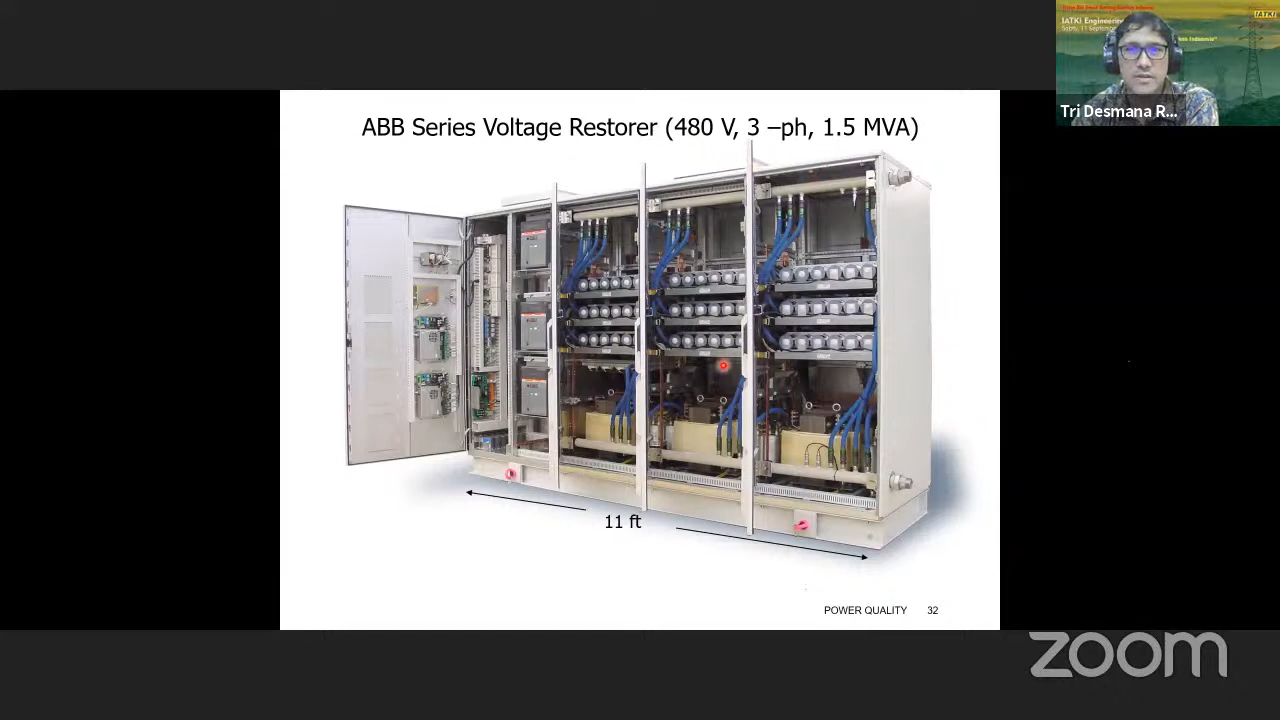 IATKI
IATKI Engineering
Tri Desmana R...
ABB Series Voltage Restorer (480 V, 3 –ph, 1.5 MVA)
11 ft
POWER QUALITY 32
zoom